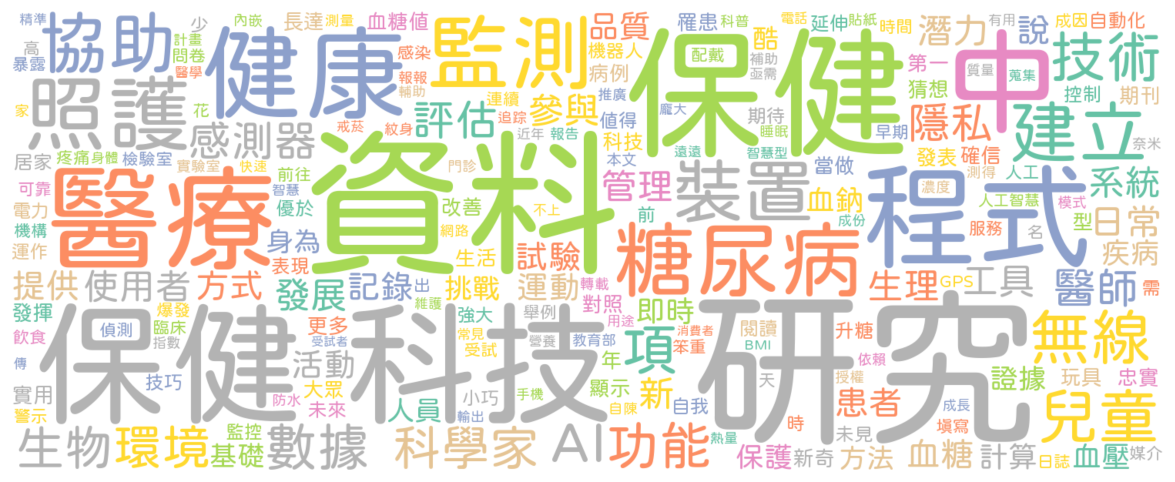 精準
協助
少
內嵌
長達
測量
血糖值
監測
品質
罹患
科普
電話
延伸
貼紙
時間
潛力
說
成因
自動化
高
計畫
問卷
醫學
暴露
健康
感染
報報
輔助
機器人
病例
酷
配戴
補助
亟需
保健
第一
猜想
中
有用
質量
蒐集
技術
控制
期刊
照護
家
花
感測器
戒菸
紋身
評估
連續
追踪
參與
近年
報告
推廣
值得
科技
龐大
期待
睡眠
早期
隱私
建立
奈米
居家
疼痛
身體
檢驗室
實驗室
快速
前往
資料
門診
本文
遠遠
智慧型
當做
發表
確信
測得
人工
系統
可靠
電力
機構
運作
醫療
智慧
優於
改善
不上
網路
管理
裝置
血鈉
成份
程式
濃度
人工智慧
模式
型
名
日常
身為
表現
生活
試驗
前
糖尿病
服務
疾病
提供
使用者
方式
發展
記錄
出
維護
挑戰
運動
轉載
對照
即時
生理
GPS
工具
醫師
需
發揮
爆發
飲食
臨床
指數
偵測
保健科技
更多
受試者
強大
常見
受試
舉例
營養
用途
教育部
項
消費者
笨重
閱讀
BMI
升糖
依賴
研究
無線
傳
實用
警示
技巧
活動
大眾
防水
未來
人員
輸出
小巧
手機
自陳
年
顯示
新
自我
天
授權
時
患者
未見
成長
填寫
證據
玩具
忠實
兒童
生物
環境
監控
基礎
數據
科學家
AI
功能
熱量
保護
新奇
方法
血糖
計算
日誌
血壓
媒介